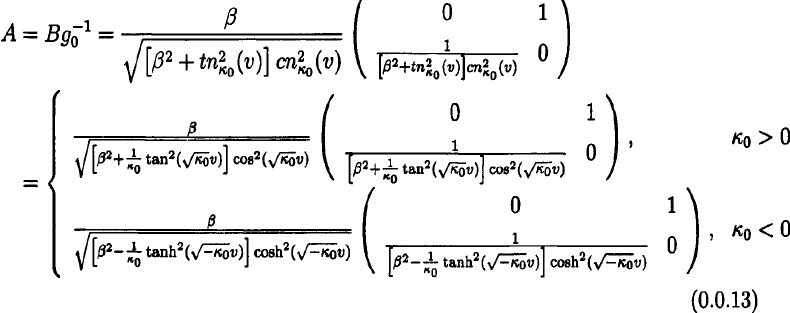 A = Bg_0^{-1} = \frac{\beta}{\sqrt{[\beta^2 + tn_{\kappa_0}^2(v)] cn_{\kappa_0}^2(v)}} \begin{pmatrix} 0 & 1 \\ \frac{1}{[\beta^2 + tn_{\kappa_0}^2(v)] cn_{\kappa_0}^2(v)} & 0 \end{pmatrix}
= \begin{cases} \frac{\beta}{\sqrt{[\beta^2 + \frac{1}{\kappa_0} \tan^2(\sqrt{\kappa_0} v)] \cos^2(\sqrt{\kappa_0} v)}} \begin{pmatrix} 0 & 1 \\ \frac{1}{[\beta^2 + \frac{1}{\kappa_0} \tan^2(\sqrt{\kappa_0} v)] \cos^2(\sqrt{\kappa_0} v)} & 0 \end{pmatrix}, & \kappa_0 > 0 \\
\frac{\beta}{\sqrt{[\beta^2 - \frac{1}{\kappa_0} \tanh^2(\sqrt{-\kappa_0} v)] \cosh^2(\sqrt{-\kappa_0} v)}} \begin{pmatrix} 0 & 1 \\ \frac{1}{[\beta^2 - \frac{1}{\kappa_0} \tanh^2(\sqrt{-\kappa_0} v)] \cosh^2(\sqrt{-\kappa_0} v)} & 0 \end{pmatrix}, & \kappa_0 < 0 \end{cases}
(0.0.13)